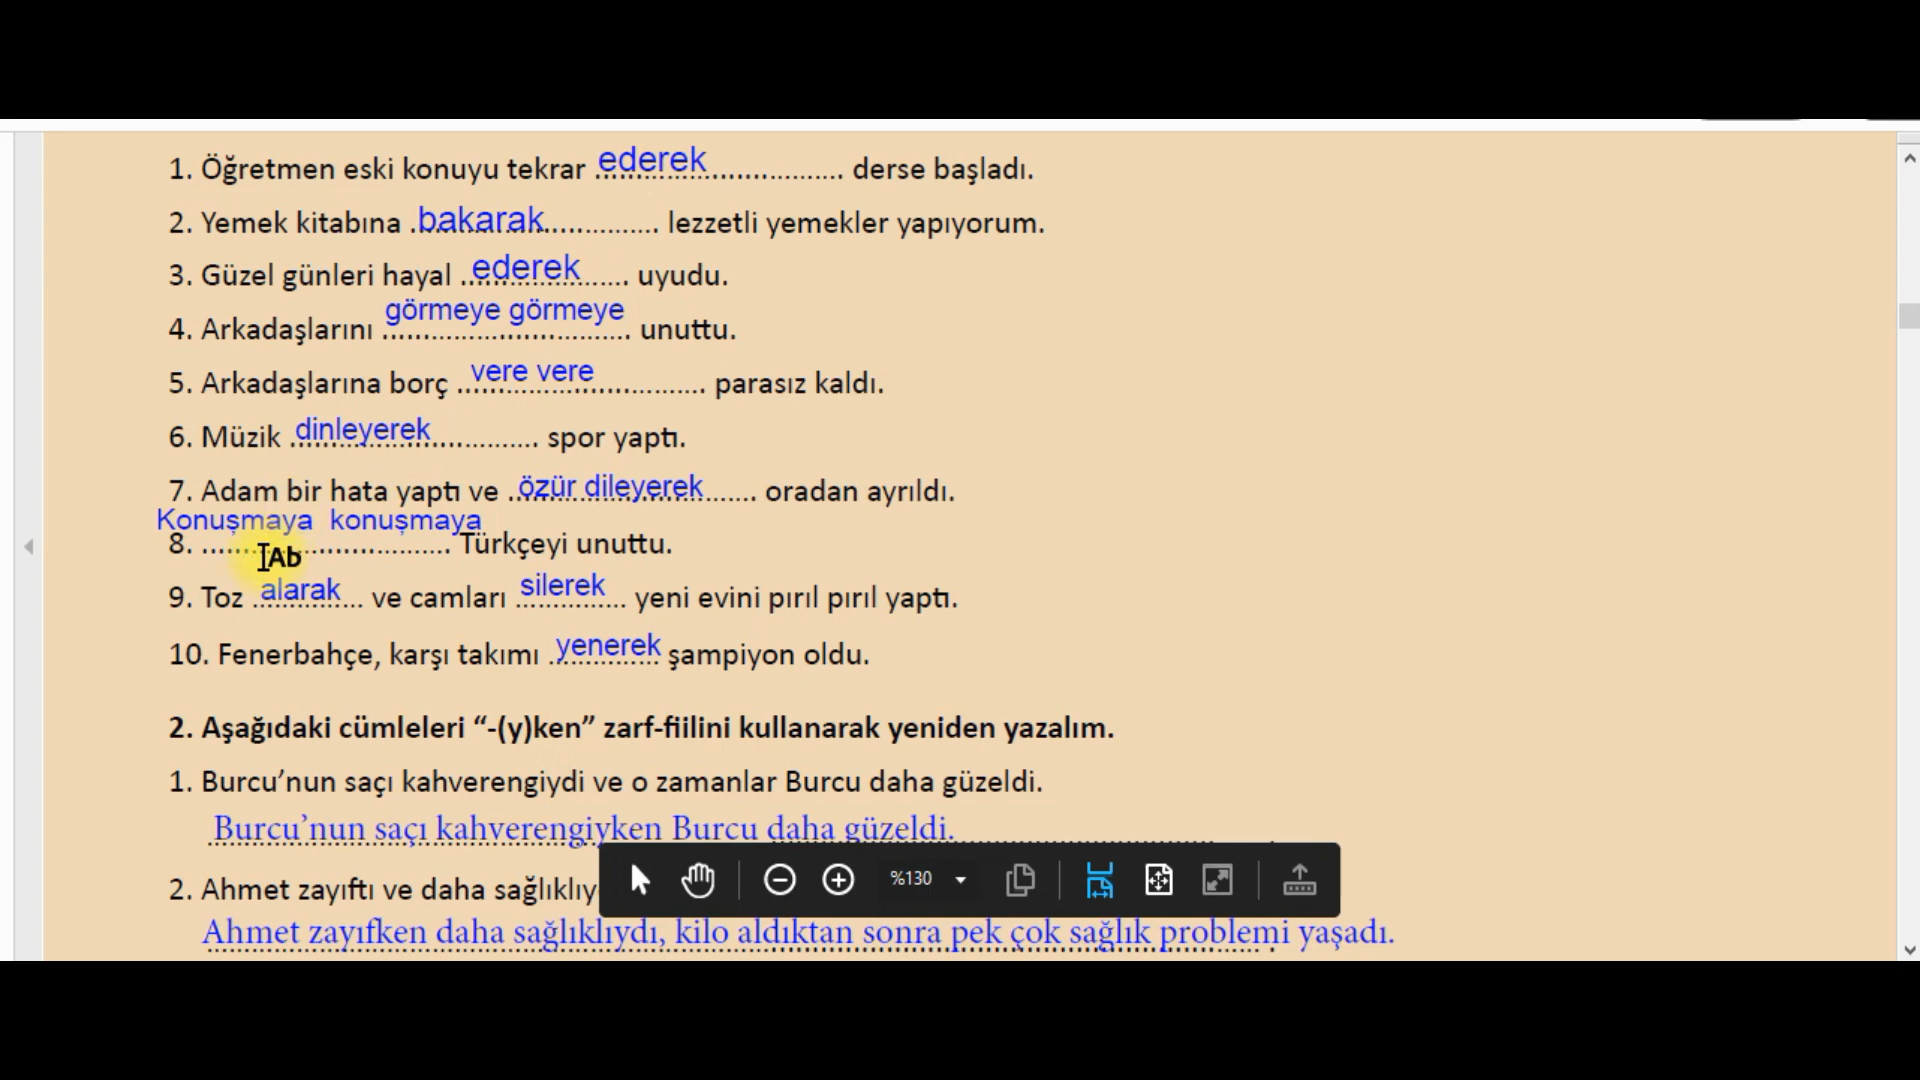 1. Öğretmen eski konuyu tekrar ederek derse başladı.
2. Yemek kitabına bakarak lezzetli yemekler yapıyorum.
3. Güzel günleri hayal ederek uyudu.
4. Arkadaşlarını görmeye görmeye unuttu.
5. Arkadaşlarına borç vere vere parasız kaldı.
6. Müzik dinleyerek spor yaptı.
7. Adam bir hata yaptı ve özür dileyerek oradan ayrıldı.
8. Konuşmaya konuşmaya Türkçeyi unuttu.
Ab
9. Toz alarak ve camları silerek yeni evini pırıl pırıl yaptı.
10. Fenerbahçe, karşı takımı yenerek şampiyon oldu.
2. Aşağıdaki cümleleri “-(y)ken” zarf-fiilini kullanarak yeniden yazalım.
1. Burcu’nun saçı kahverengiydi ve o zamanlar Burcu daha güzeldi.
Burcu’nun saçı kahverengiyken Burcu daha güzeldi.
2. Ahmet zayıftı ve daha
%130
Ahmet zayıfken daha sağlıklıydı, kilo aldıktan sonra pek çok sağlık problemi yaşadı.